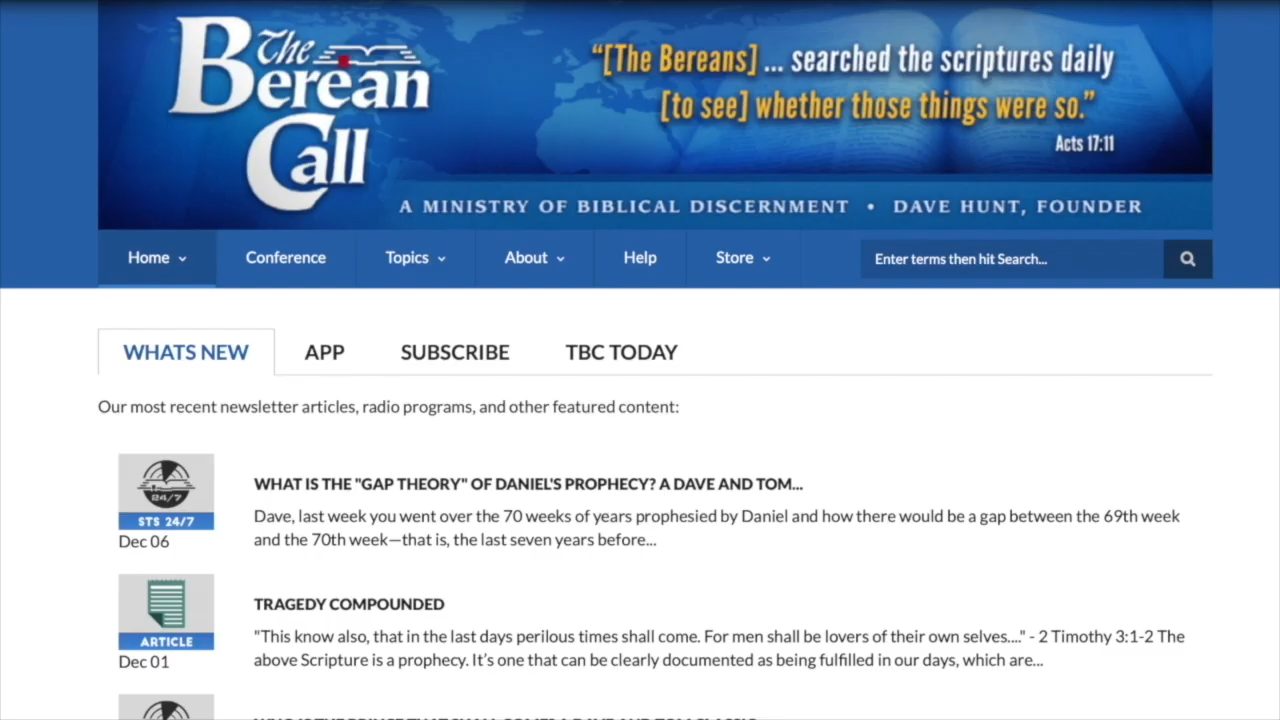 The Berean Call
“[The Bereans] ... searched the scriptures daily
[to see] whether those things were so.”
Acts 17:11
A MINISTRY OF BIBLICAL DISCERNMENT • DAVE HUNT, FOUNDER
Home Conference Topics About Help Store Enter terms then hit Search...
WHATS NEW APP SUBSCRIBE TBC TODAY
Our most recent newsletter articles, radio programs, and other featured content:
24/7
STS 24/7
Dec 06
WHAT IS THE "GAP THEORY" OF DANIEL'S PROPHECY? A DAVE AND TOM...
Dave, last week you went over the 70 weeks of years prophesied by Daniel and how there would be a gap between the 69th week
and the 70th week—that is, the last seven years before...
ARTICLE
Dec 01
TRAGEDY COMPOUNDED
"This know also, that in the last days perilous times shall come. For men shall be lovers of their own selves...." - 2 Timothy 3:1-2 The
above Scripture is a prophecy. It’s one that can be clearly documented as being fulfilled in our days, which are...